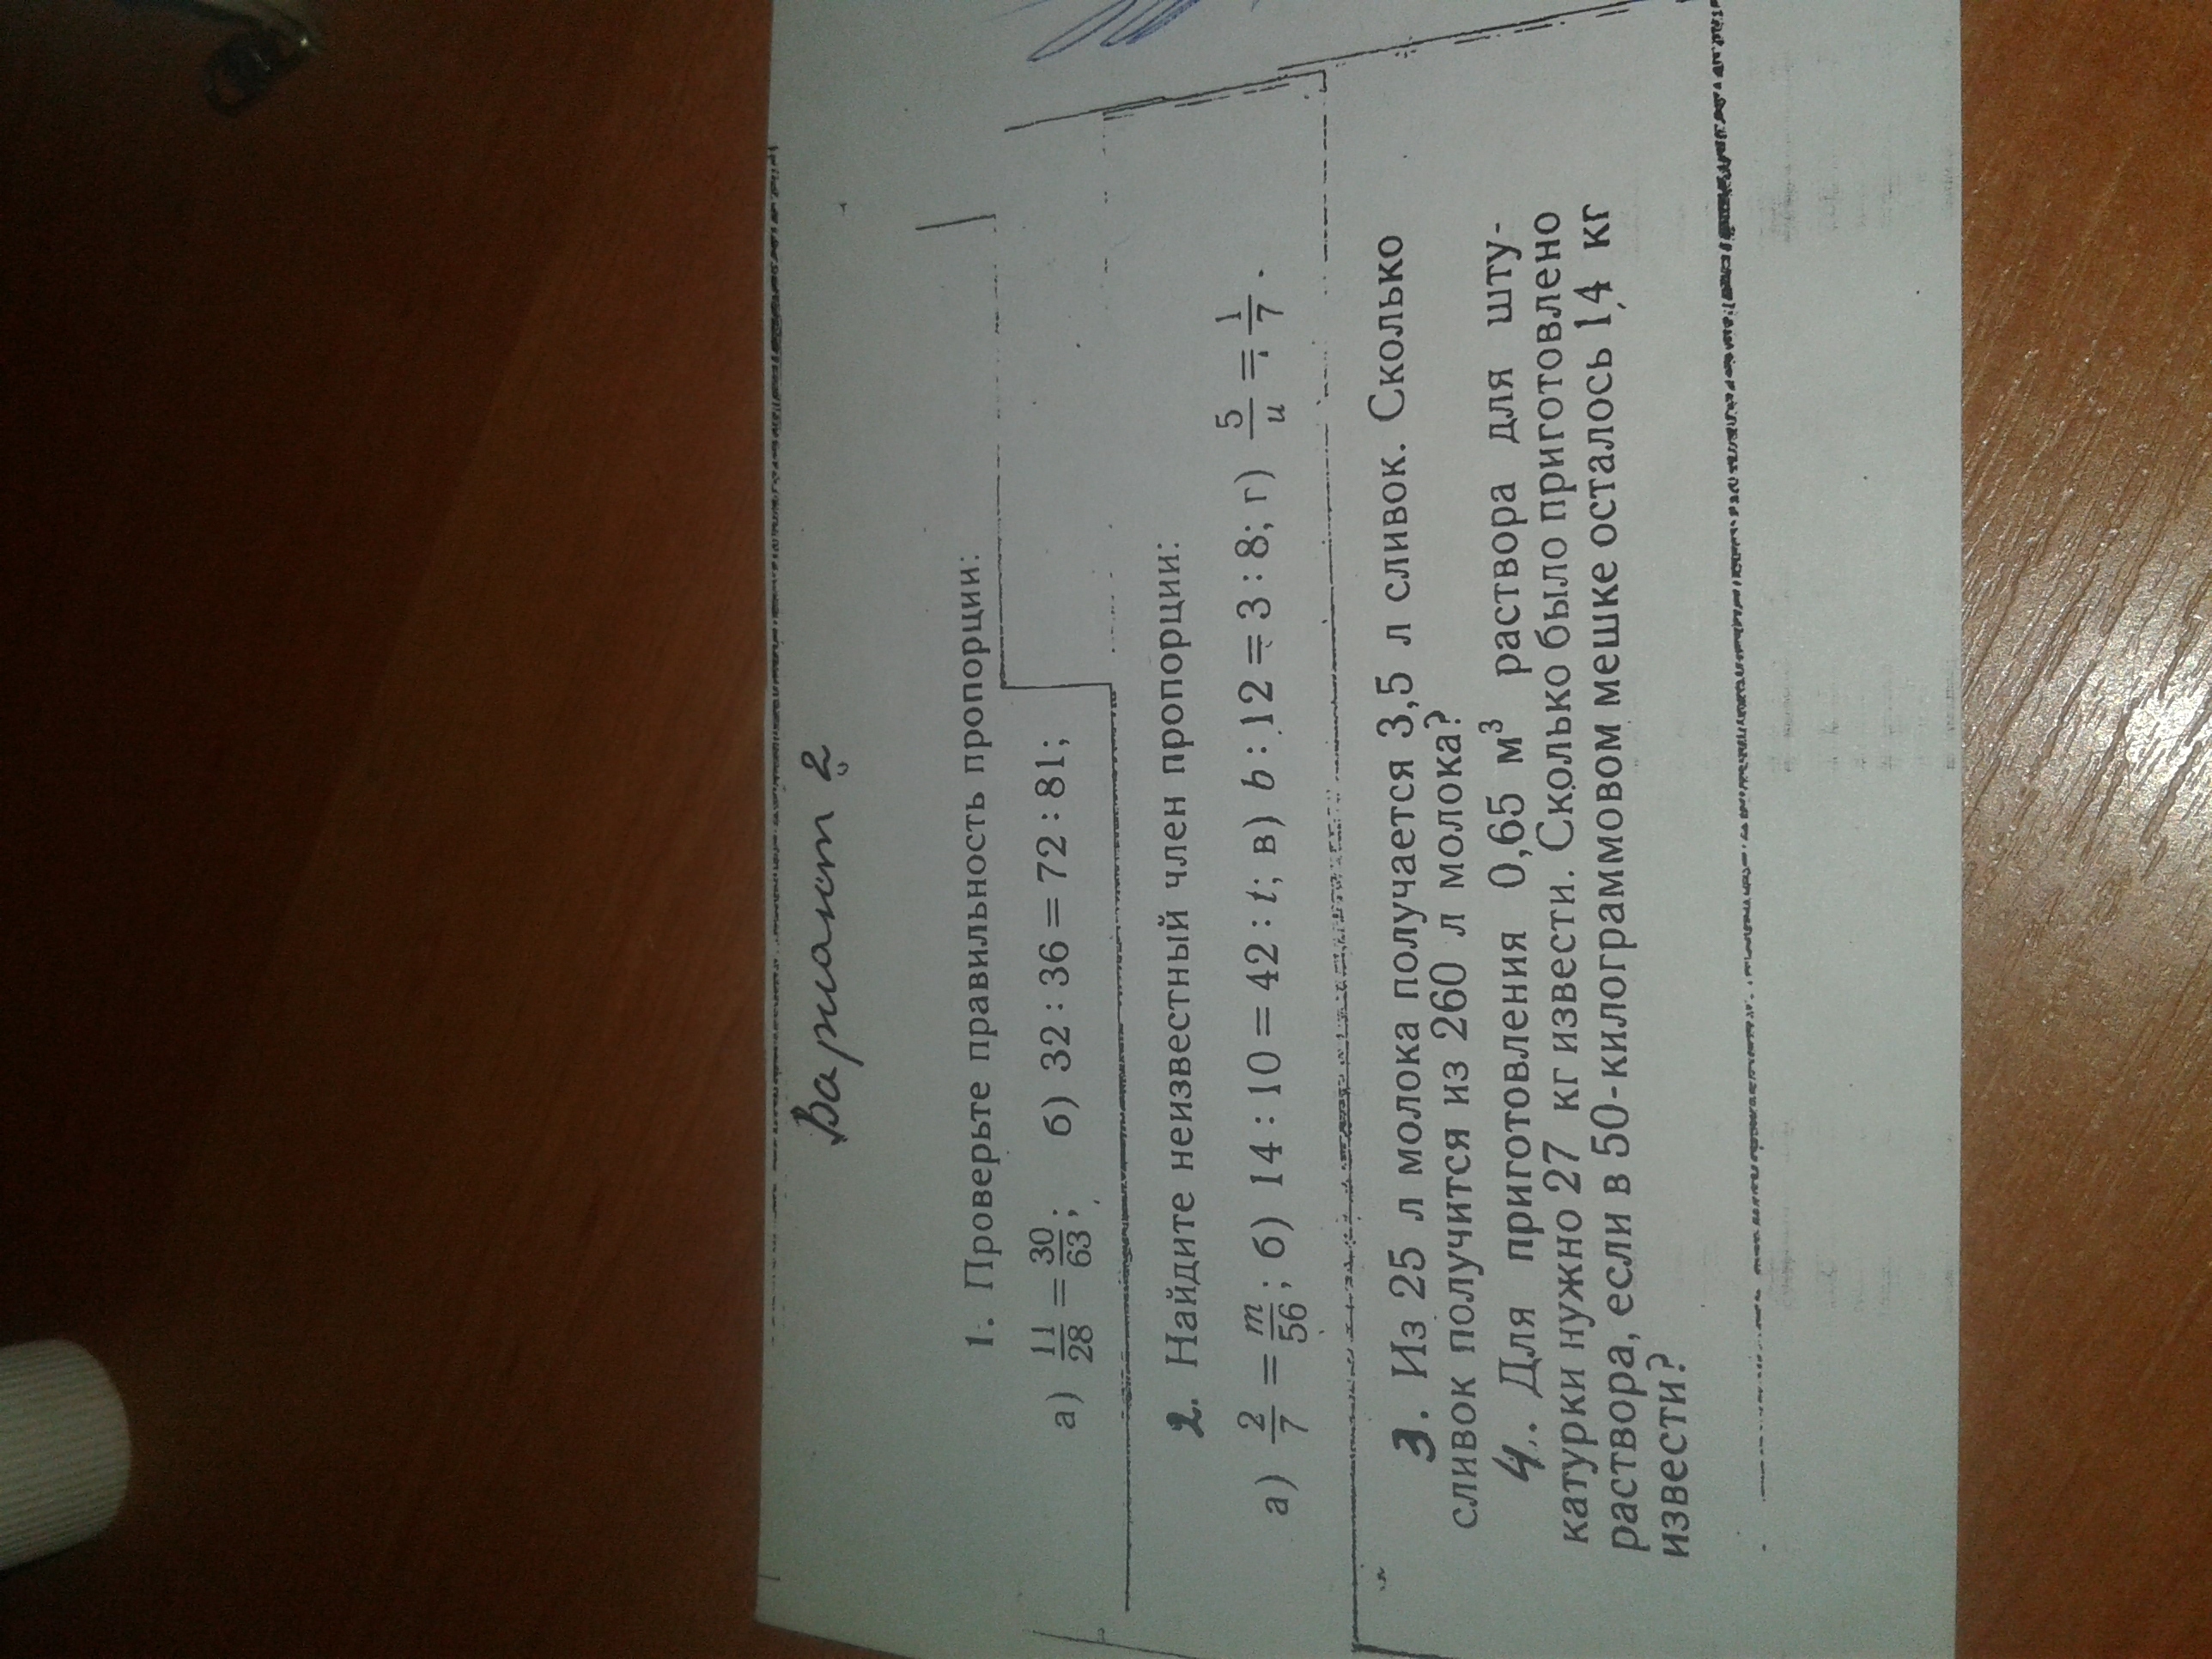 Вариант 2
1. Проверьте правильность пропорции:
а) 11/28 = 30/63; б) 32 : 36 = 72 : 81;
2. Найдите неизвестный член пропорции:
а) 2/7 = m/56; б) 14 : 10 = 42 : t; в) b : 12 = 3 : 8; г) 5/u = 1/7.
3. Из 25 л молока получается 3,5 л сливок. Сколько
сливок получится из 260 л молока?
4. Для приготовления 0,65 м³ раствора для шту-
катурки нужно 27 кг извести. Сколько было приготовлено
раствора, если в 50-килограммовом мешке осталось 14 кг
извести?